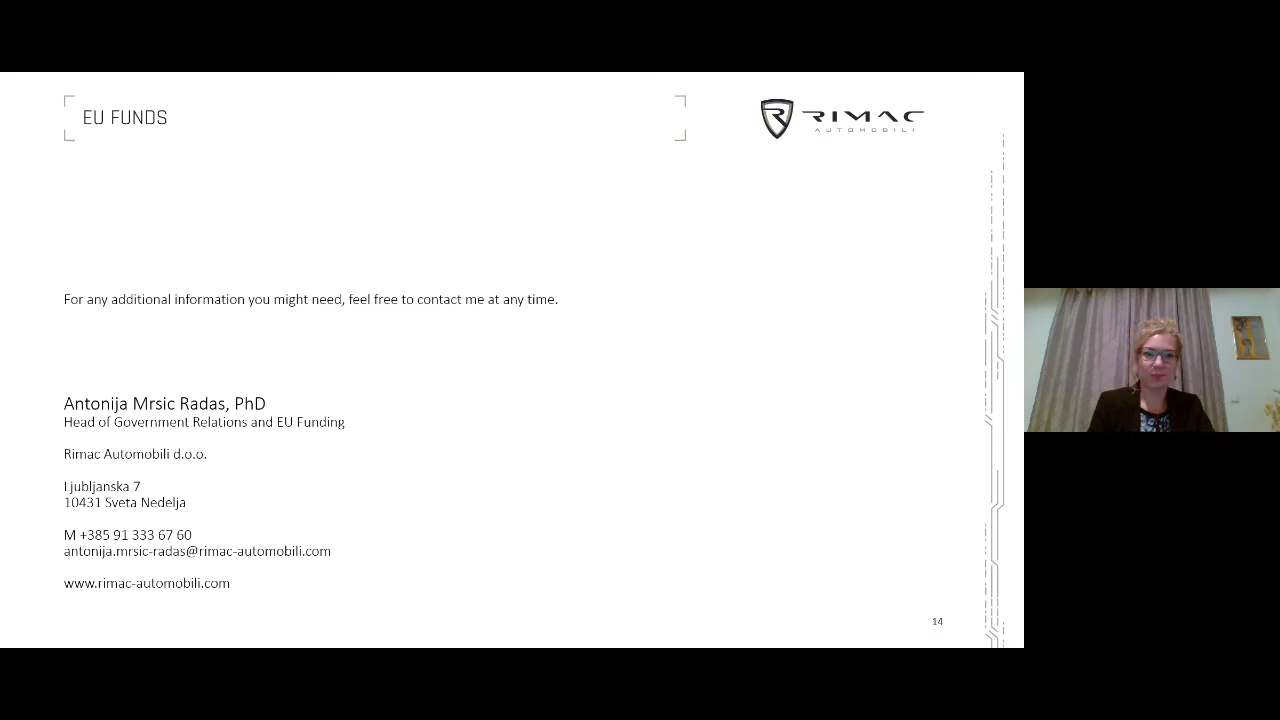 EU FUNDS
RIMAC
AUTOMOBILI
For any additional information you might need, feel free to contact me at any time.
Antonija Mrsic Radas, PhD
Head of Government Relations and EU Funding
Rimac Automobili d.o.o.
Ljubljanska 7
10431 Sveta Nedelja
M +385 91 333 67 60
antonija.mrsic-radas@rimac-automobili.com
www.rimac-automobili.com
14